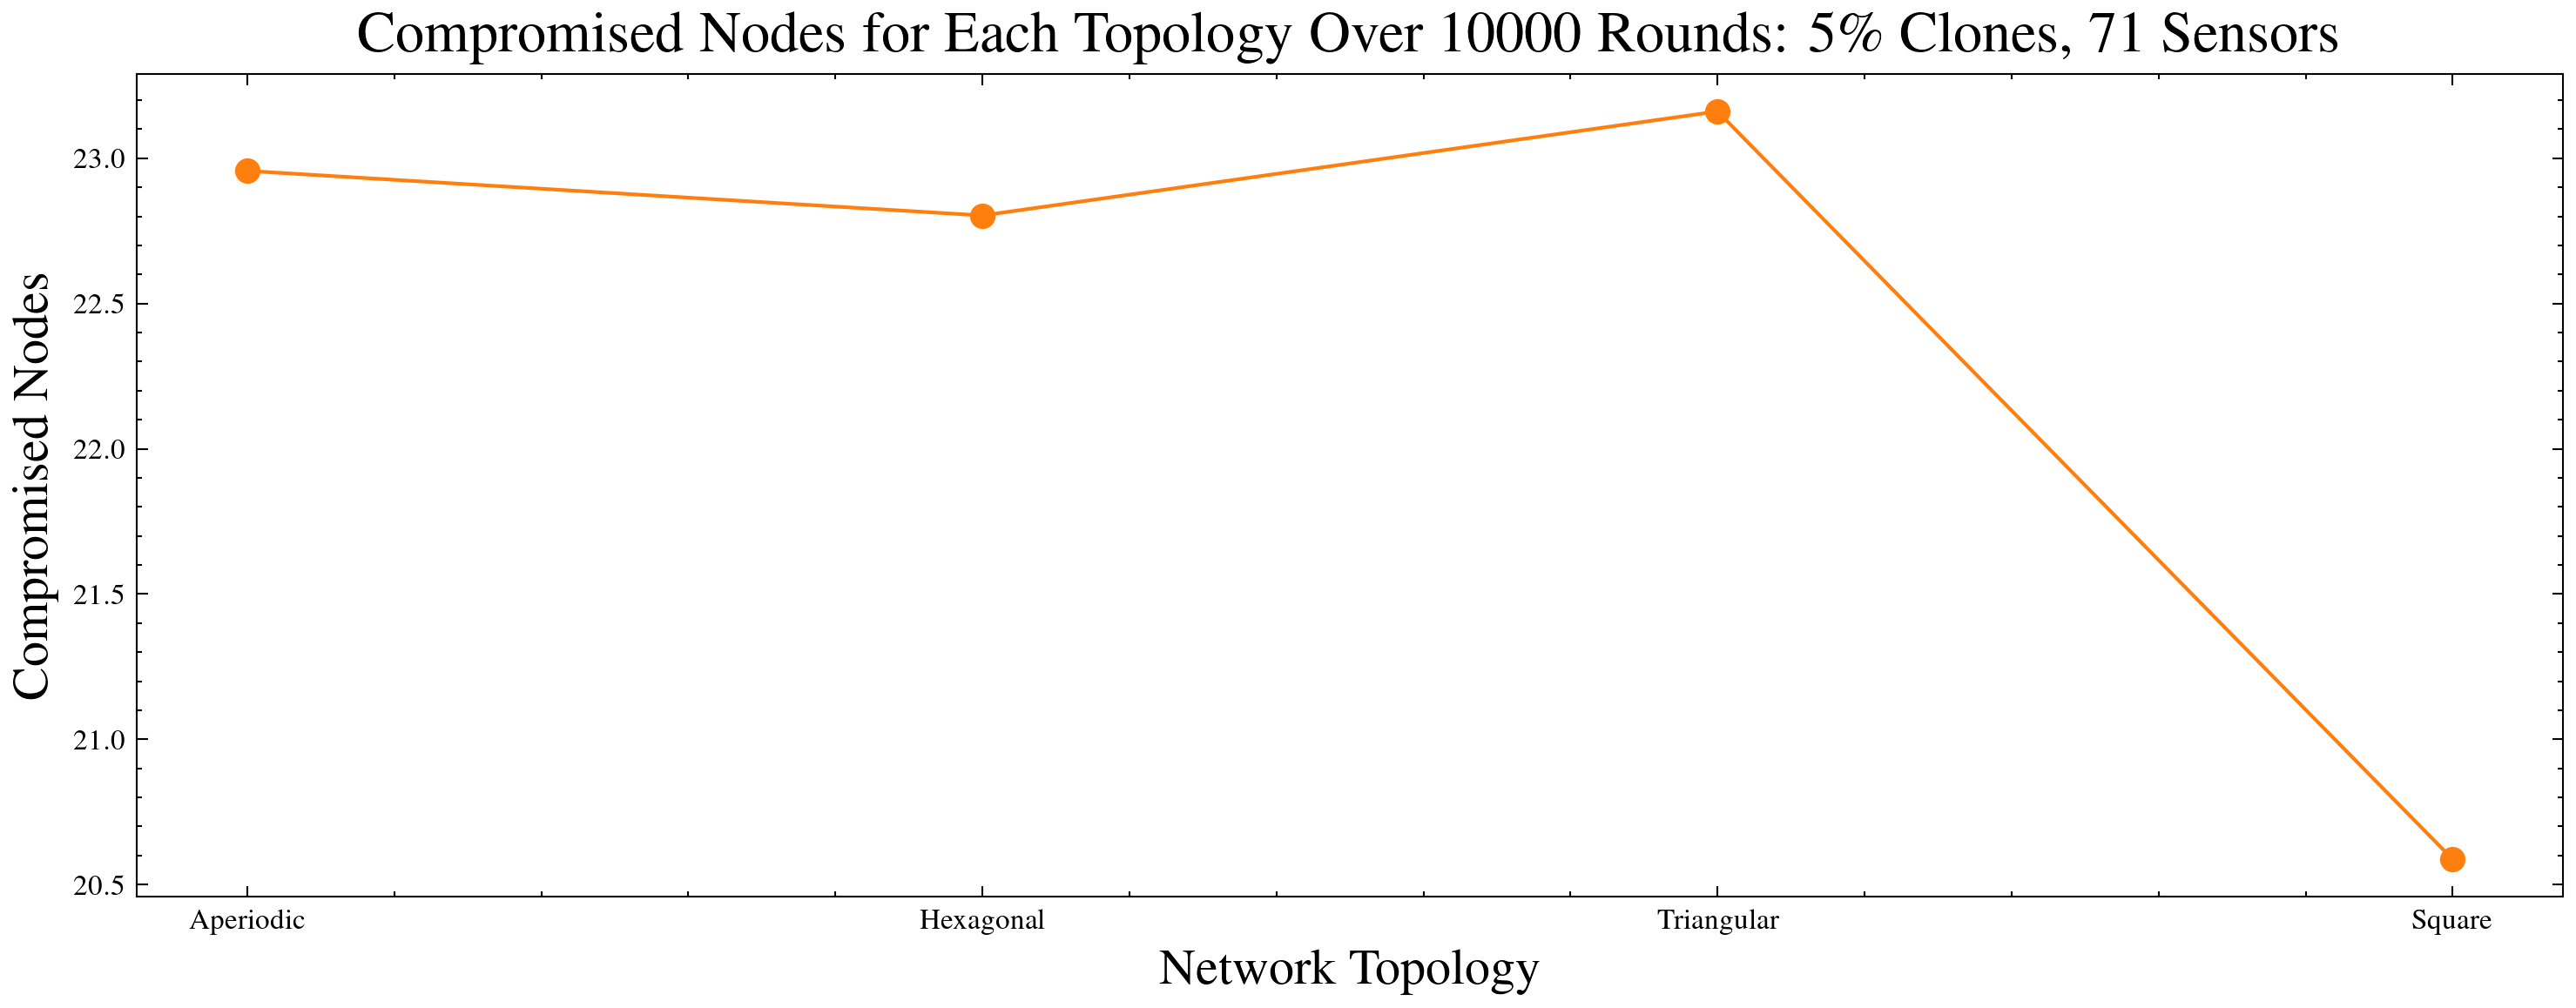 Compromised Nodes for Each Topology Over 10000 Rounds: 5% Clones, 71 Sensors
Compromised Nodes
23.0
22.5
22.0
21.5
21.0
20.5
Aperiodic
Hexagonal
Triangular
Square
Network Topology